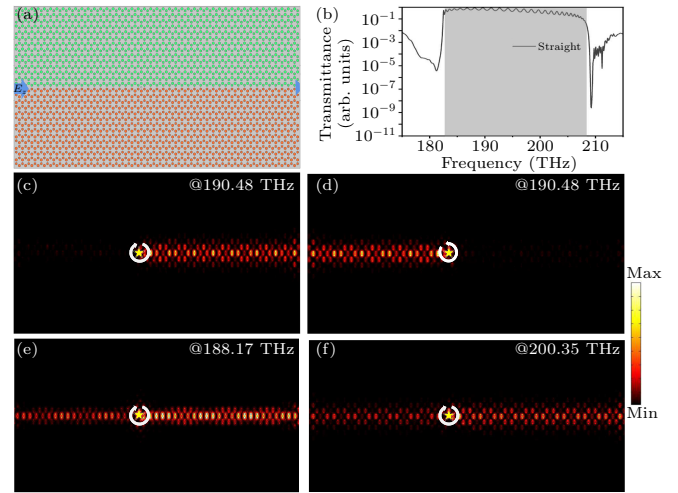 (a)
E_z
(b)
Transmittance
(arb. units)
10^{-1}
10^{-3}
10^{-5}
10^{-7}
10^{-9}
10^{-11}
Straight
180 190 200 210
Frequency (THz)
(c) @190.48 THz
(d) @190.48 THz
(e) @188.17 THz
(f) @200.35 THz
Max
Min